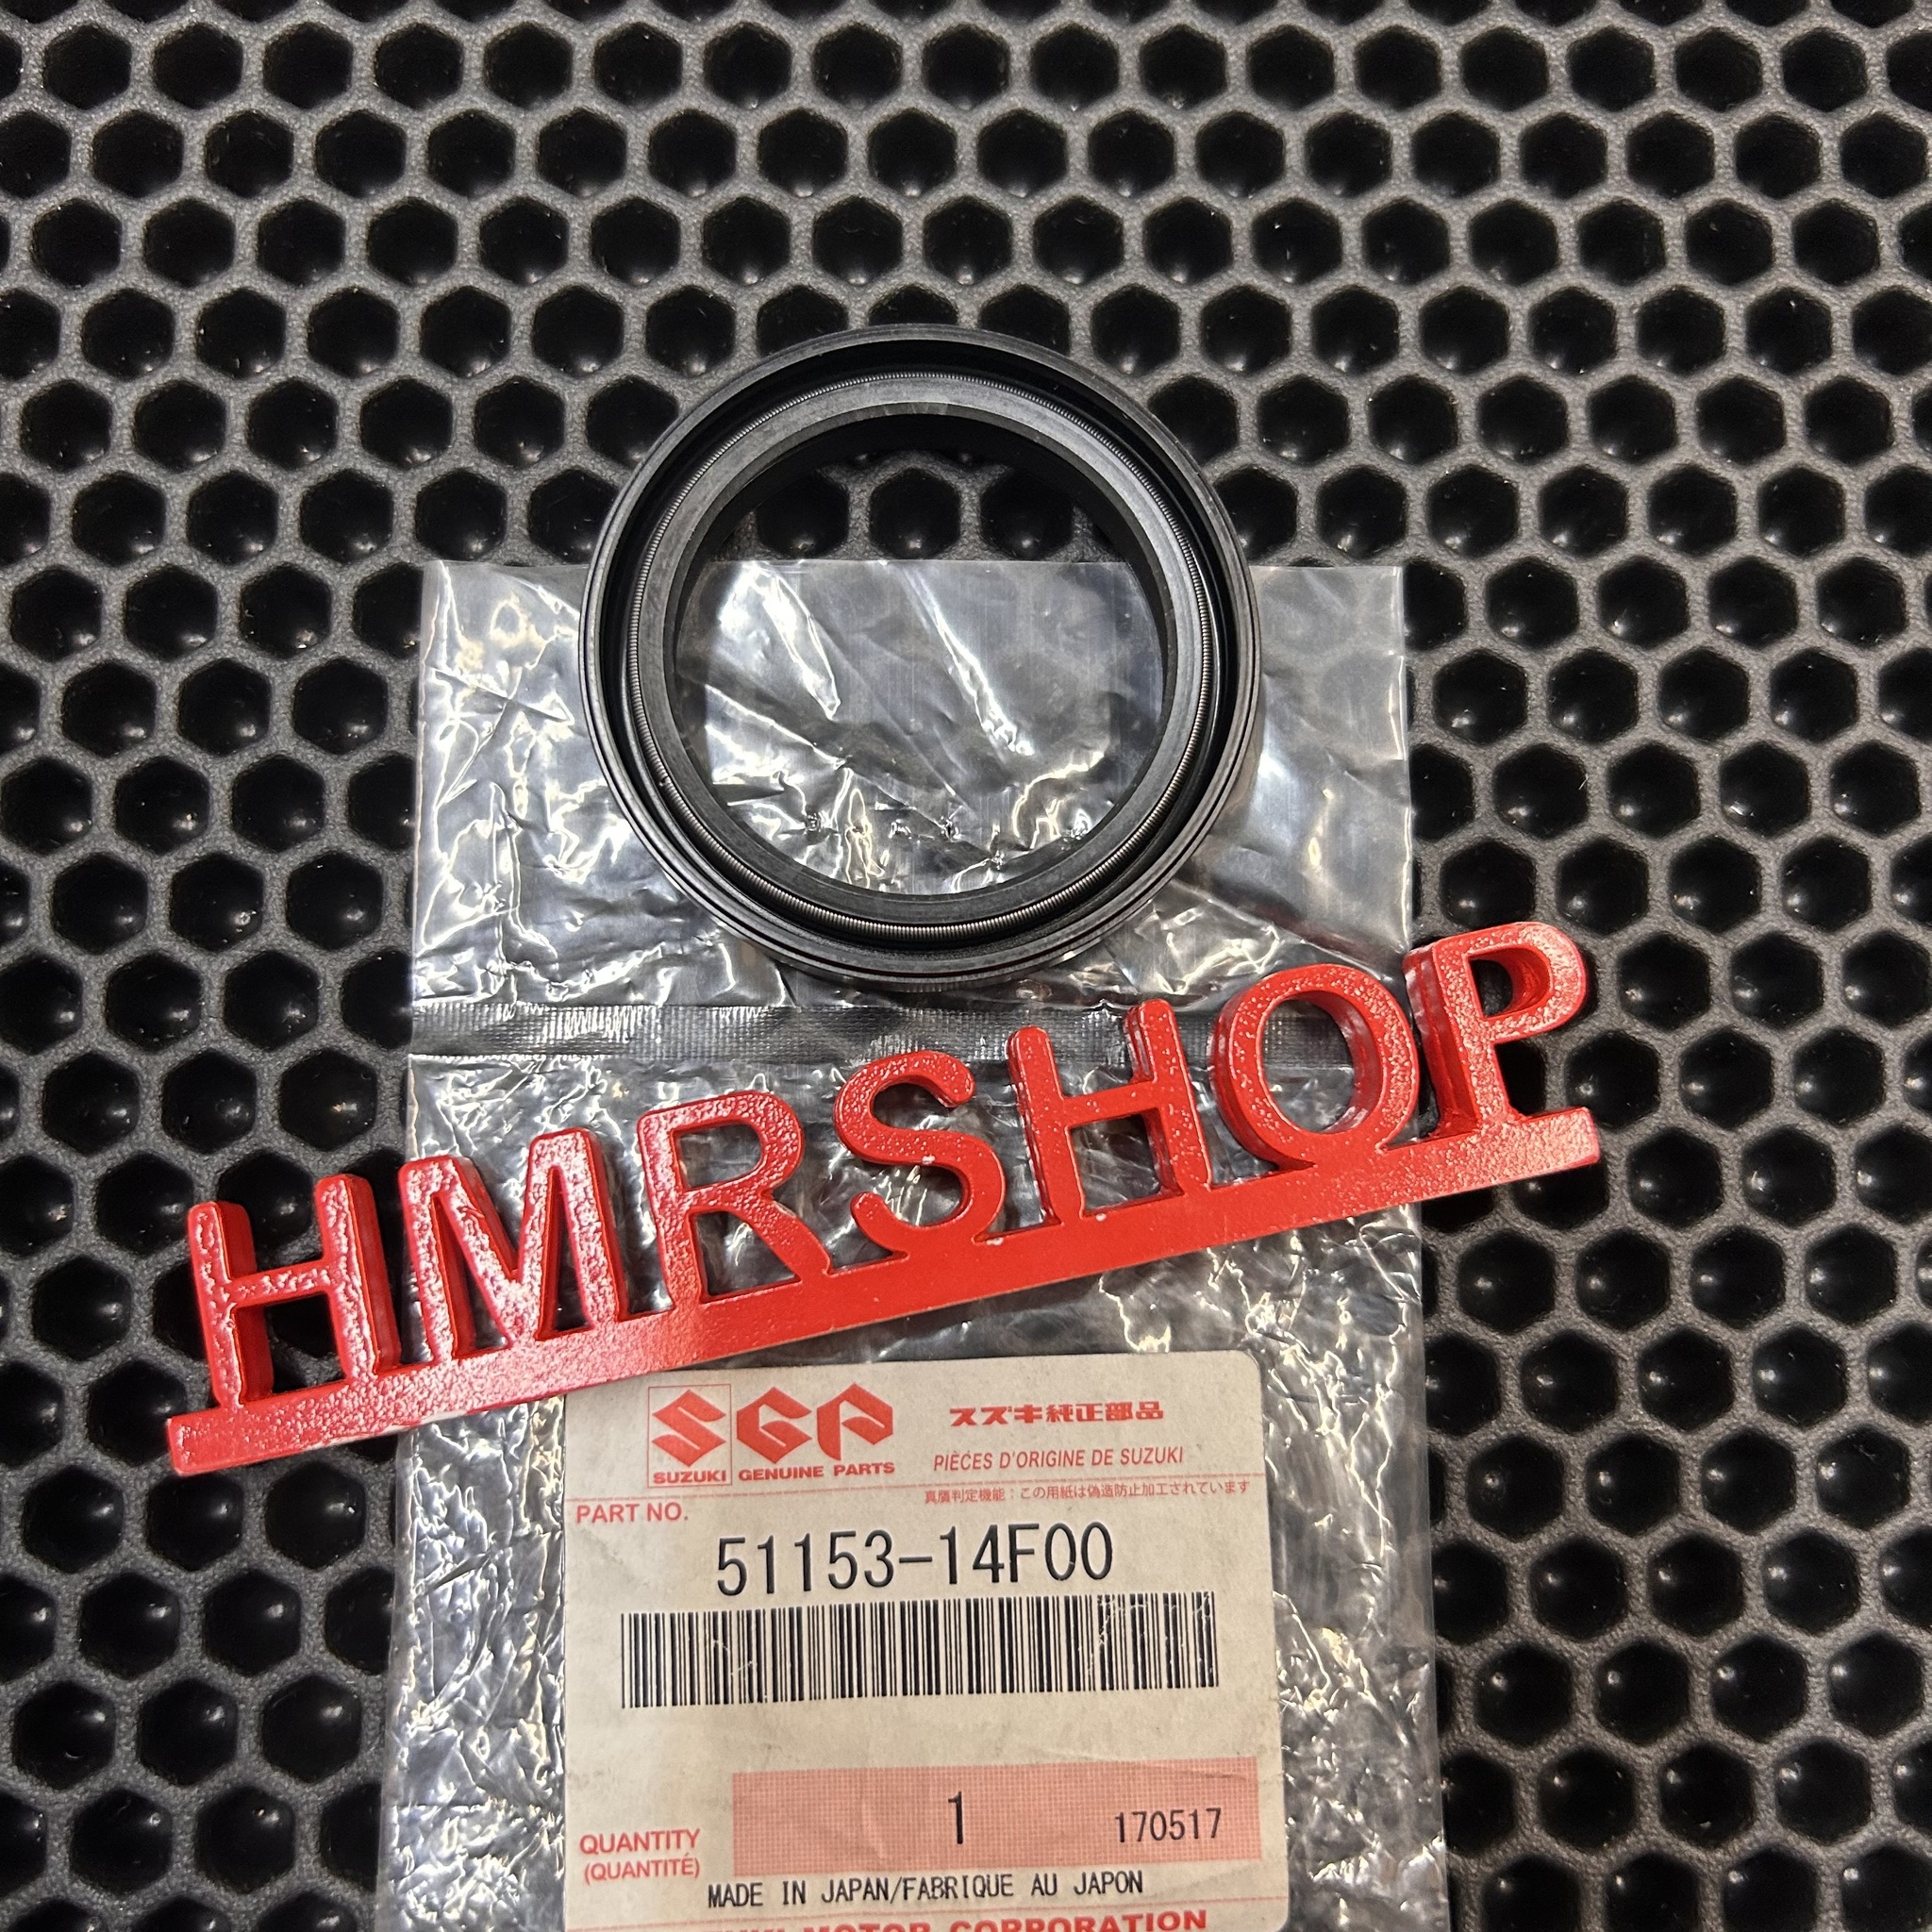 HMRSHOP
SGP スズキ純正部品
SUZUKI GENUINE PARTS PIÈCES D'ORIGINE DE SUZUKI
真贋判定機能：この用紙は偽造防止加工されています
PART NO.
51153-14F00
1 170517
QUANTITY
(QUANTITÉ)
MADE IN JAPAN/FABRIQUE AU JAPON
MOTOR CORPORATION